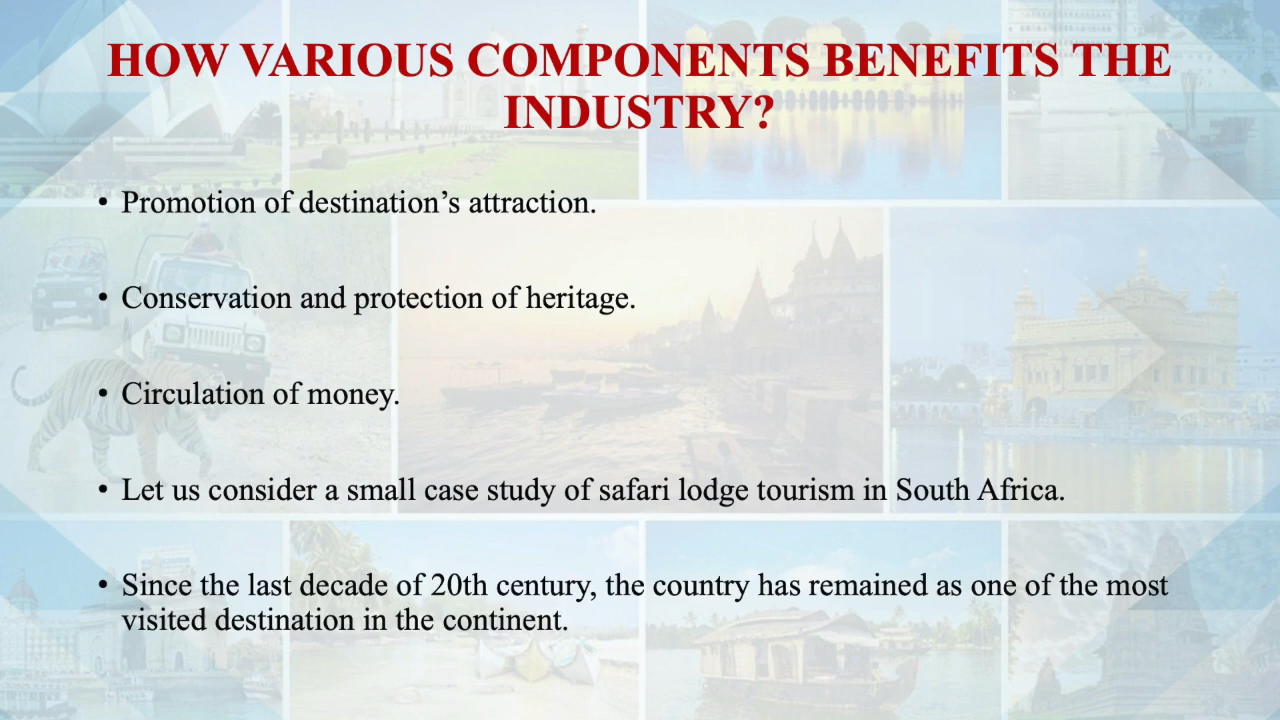 HOW VARIOUS COMPONENTS BENEFITS THE
INDUSTRY?
• Promotion of destination’s attraction.
• Conservation and protection of heritage.
• Circulation of money.
• Let us consider a small case study of safari lodge tourism in South Africa.
• Since the last decade of 20th century, the country has remained as one of the most
visited destination in the continent.